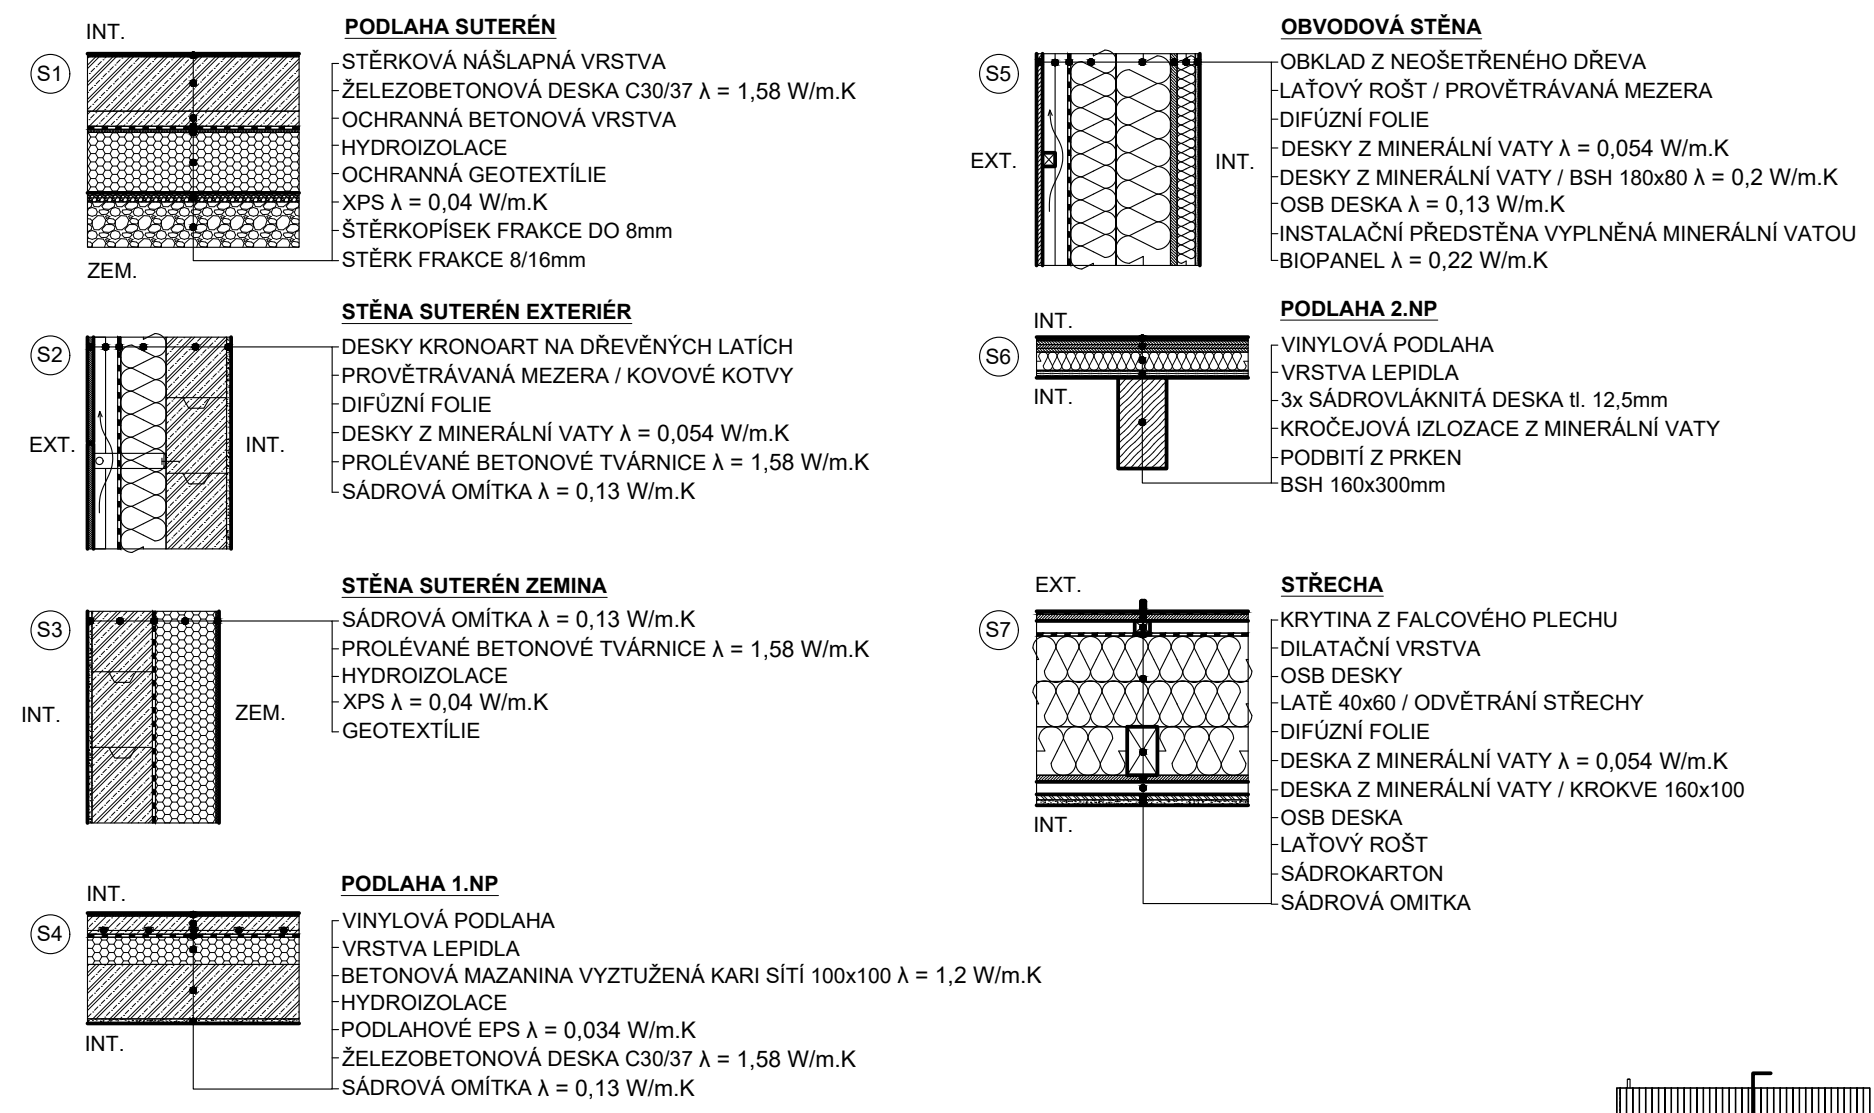 S1
INT.
ZEM.
PODLAHA SUTERÉN
STĚRKOVÁ NÁŠLAPNÁ VRSTVA
ŽELEZOBETONOVÁ DESKA C30/37 λ = 1,58 W/m.K
OCHRANNÁ BETONOVÁ VRSTVA
HYDROIZOLACE
OCHRANNÁ GEOTEXTÍLIE
XPS λ = 0,04 W/m.K
ŠTĚRKOPÍSEK FRAKCE DO 8mm
STĚRK FRAKCE 8/16mm
S2
EXT.
INT.
STĚNA SUTERÉN EXTERIÉR
DESKY KRONOART NA DŘEVĚNÝCH LATÍCH
PROVĚTRÁVANÁ MEZERA / KOVOVÉ KOTVY
DIFŮZNÍ FOLIE
DESKY Z MINERÁLNÍ VATY λ = 0,054 W/m.K
PROLÉVANÉ BETONOVÉ TVÁRNICE λ = 1,58 W/m.K
SÁDROVÁ OMÍTKA λ = 0,13 W/m.K
S3
INT.
ZEM.
STĚNA SUTERÉN ZEMINA
SÁDROVÁ OMÍTKA λ = 0,13 W/m.K
PROLÉVANÉ BETONOVÉ TVÁRNICE λ = 1,58 W/m.K
HYDROIZOLACE
XPS λ = 0,04 W/m.K
GEOTEXTÍLIE
S4
INT.
INT.
PODLAHA 1.NP
VINYLOVÁ PODLAHA
VRSTVA LEPIDLA
BETONOVÁ MAZANINA VYZTUŽENÁ KARI SÍTÍ 100x100 λ = 1,2 W/m.K
HYDROIZOLACE
PODLAHOVÉ EPS λ = 0,034 W/m.K
ŽELEZOBETONOVÁ DESKA C30/37 λ = 1,58 W/m.K
SÁDROVÁ OMÍTKA λ = 0,13 W/m.K
S5
EXT.
INT.
OBVODOVÁ STĚNA
OBKLAD Z NEOŠETŘENÉHO DŘEVA
LAŤOVÝ ROŠT / PROVĚTRÁVANÁ MEZERA
DIFÚZNÍ FOLIE
DESKY Z MINERÁLNÍ VATY λ = 0,054 W/m.K
DESKY Z MINERÁLNÍ VATY / BSH 180x80 λ = 0,2 W/m.K
OSB DESKA λ = 0,13 W/m.K
INSTALAČNÍ PŘEDSTĚNA VYPLNĚNÁ MINERÁLNÍ VATOU
BIOPANEL λ = 0,22 W/m.K
S6
INT.
INT.
PODLAHA 2.NP
VINYLOVÁ PODLAHA
VRSTVA LEPIDLA
3x SÁDROVLÁKNITÁ DESKA tl. 12,5mm
KROČEJOVÁ IZLOZACE Z MINERÁLNÍ VATY
PODBITÍ Z PRKEN
BSH 160x300mm
S7
EXT.
INT.
STŘECHA
KRYTINA Z FALCOVÉHO PLECHU
DILATAČNÍ VRSTVA
OSB DESKY
LATĚ 40x60 / ODVĚTRÁNÍ STŘECHY
DIFÚZNÍ FOLIE
DESKA Z MINERÁLNÍ VATY λ = 0,054 W/m.K
DESKA Z MINERÁLNÍ VATY / KROKVE 160x100
OSB DESKA
LAŤOVÝ ROŠT
SÁDROKARTON
SÁDROVÁ OMITKA